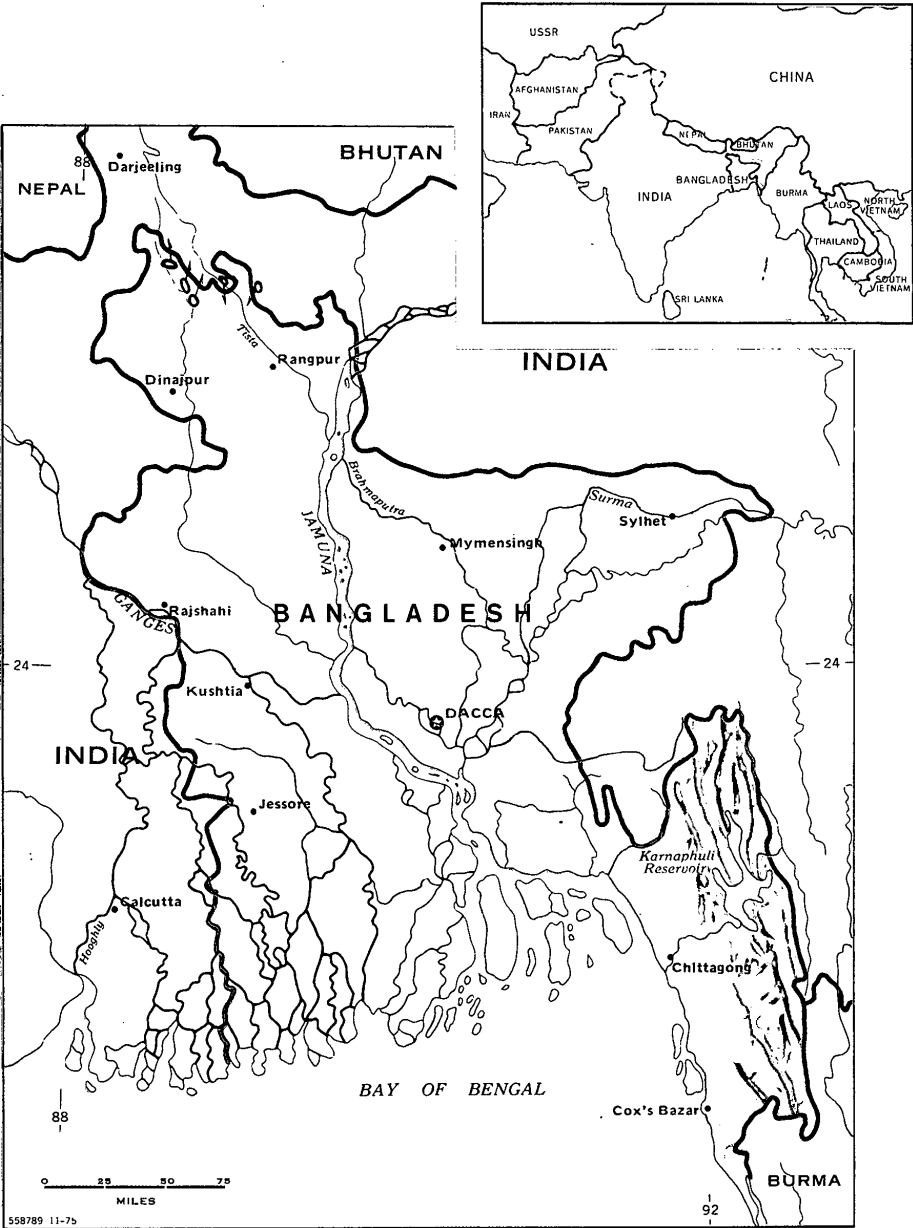 USSR
CHINA
AFGHANISTAN
IRAN
PAKISTAN
NEPAL
BHUTAN
BANGLADESH
INDIA
BURMA
LAOS
NORTH
VIETNAM
THAILAND
CAMBODIA
SOUTH
VIETNAM
SRI LANKA
88
Darjeeling
BHUTAN
NEPAL
Tista
Rangpur
INDIA
Dinajpur
Brahmaputra
Surma
Sylhet
JAMUNA
Mymensingh
GANGES
Rajshahi
BANGLADESH
24
24
Kushtia
DACCA
INDIA
Jessore
Karnaphuli
Reservoir
Calcutta
Hooghly
Chittagong
BAY OF BENGAL
88
Cox's Bazar
BURMA
0 25 50 75
MILES
92
558789 11-75